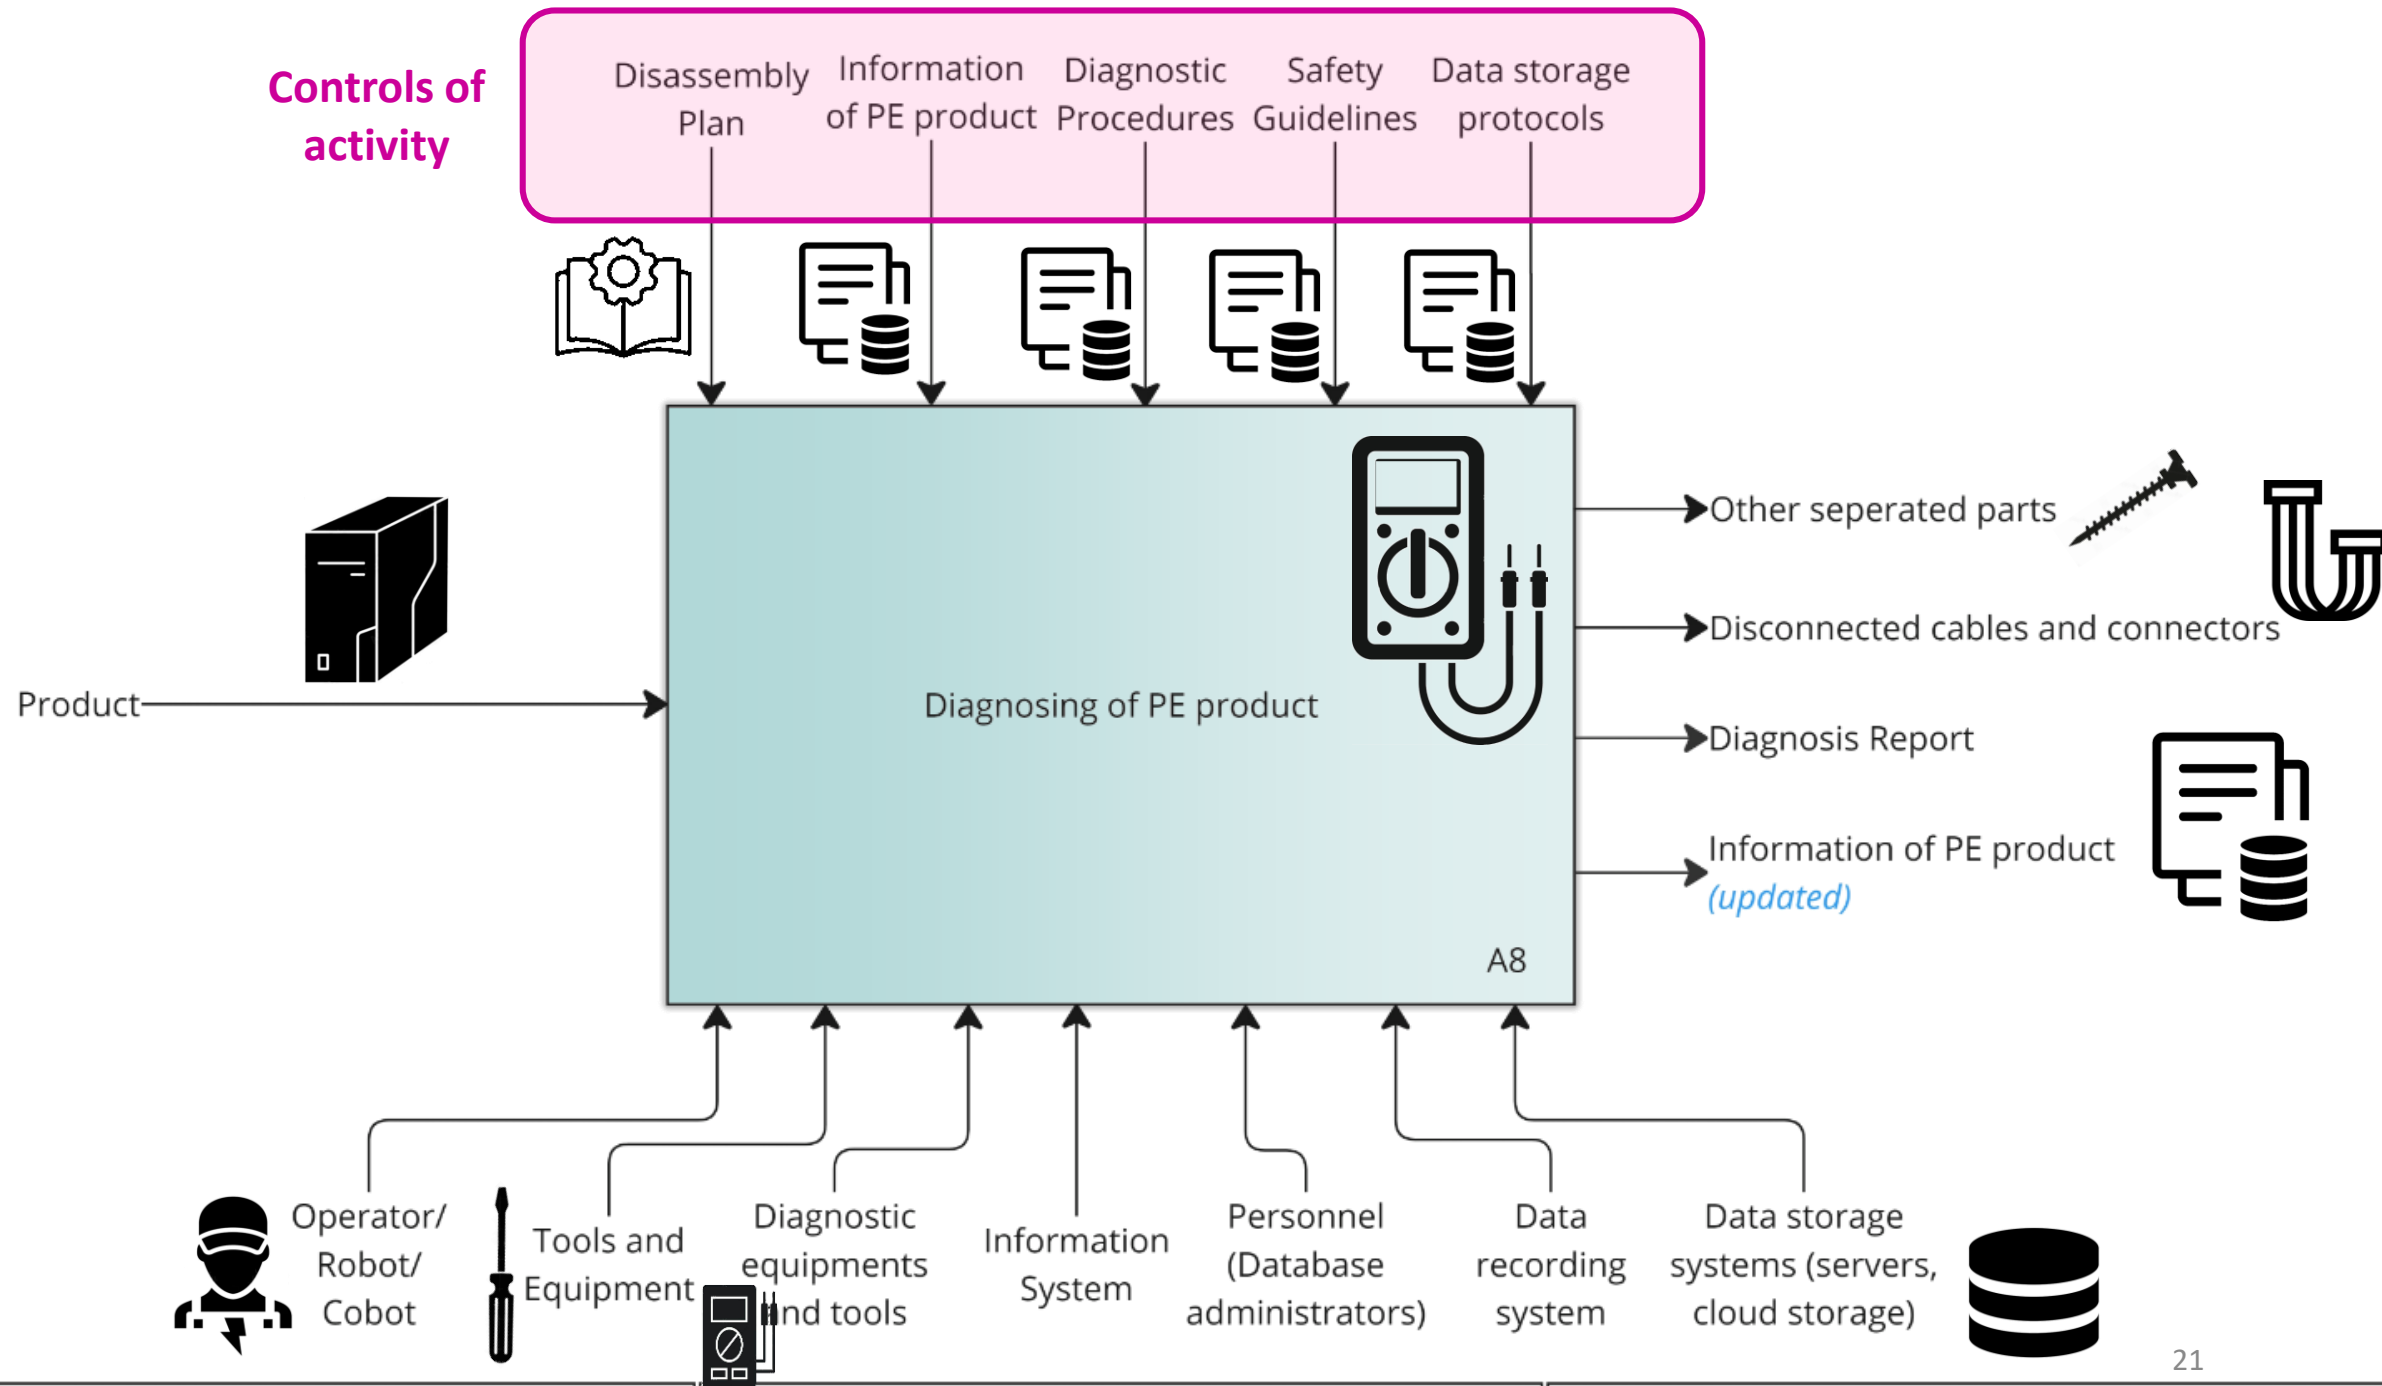 Controls of
activity
Disassembly
Plan
Information
of PE product
Diagnostic
Procedures
Safety
Guidelines
Data storage
protocols
Product
Diagnosing of PE product
A8
Other seperated parts
Disconnected cables and connectors
Diagnosis Report
Information of PE product
(updated)
Operator/
Robot/
Cobot
Tools and
Equipment
Diagnostic
equipments
and tools
Information
System
Personnel
(Database
administrators)
Data
recording
system
Data storage
systems (servers,
cloud storage)
21